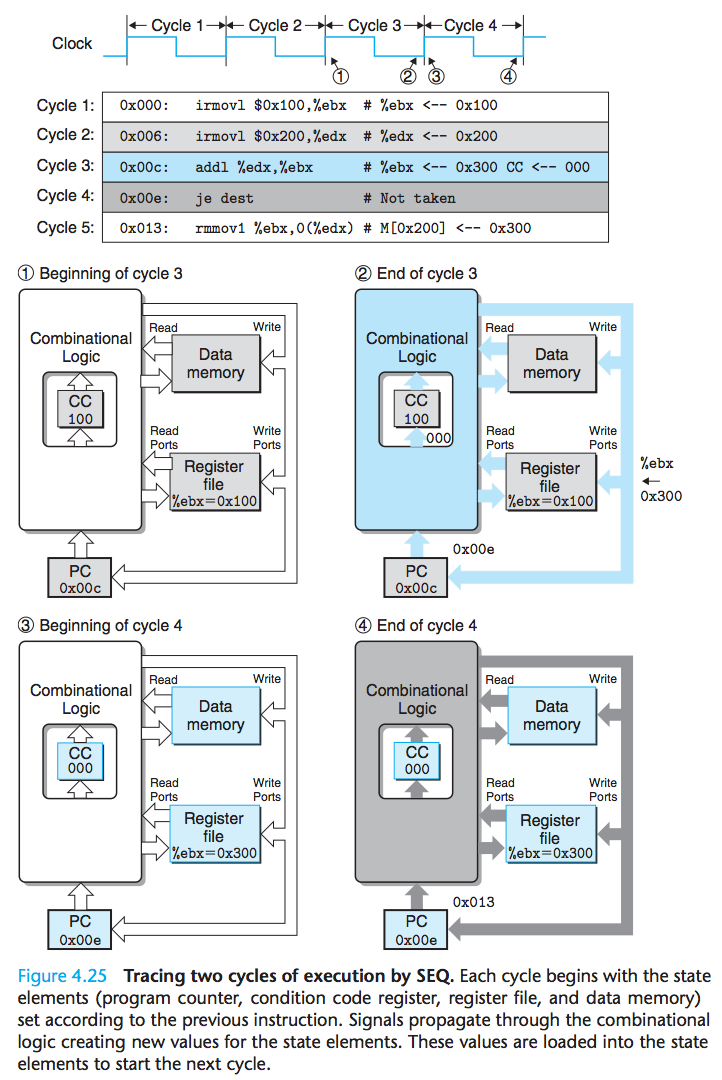 Clock
Cycle 1
Cycle 2
Cycle 3
Cycle 4
①
②
③
④
Cycle 1: 0x000: irmovl $0x100,%ebx # %ebx <-- 0x100
Cycle 2: 0x006: irmovl $0x200,%edx # %edx <-- 0x200
Cycle 3: 0x00c: addl %edx,%ebx # %ebx <-- 0x300 CC <-- 000
Cycle 4: 0x00e: je dest # Not taken
Cycle 5: 0x013: rmmovl %ebx,0(%edx) # M[0x200] <-- 0x300
① Beginning of cycle 3
Combinational
Logic
CC
100
Read
Write
Data
memory
Read
Ports
Write
Ports
Register
file
%ebx=0x100
PC
0x00c
② End of cycle 3
Combinational
Logic
CC
100
000
Read
Write
Data
memory
Read
Ports
Write
Ports
Register
file
%ebx=0x100
%ebx
0x300
0x00e
PC
0x00c
③ Beginning of cycle 4
Combinational
Logic
CC
000
Read
Write
Data
memory
Read
Ports
Write
Ports
Register
file
%ebx=0x300
PC
0x00e
④ End of cycle 4
Combinational
Logic
CC
000
Read
Write
Data
memory
Read
Ports
Write
Ports
Register
file
%ebx=0x300
0x013
PC
0x00e
Figure 4.25 Tracing two cycles of execution by SEQ. Each cycle begins with the state
elements (program counter, condition code register, register file, and data memory)
set according to the previous instruction. Signals propagate through the combinational
logic creating new values for the state elements. These values are loaded into the state
elements to start the next cycle.